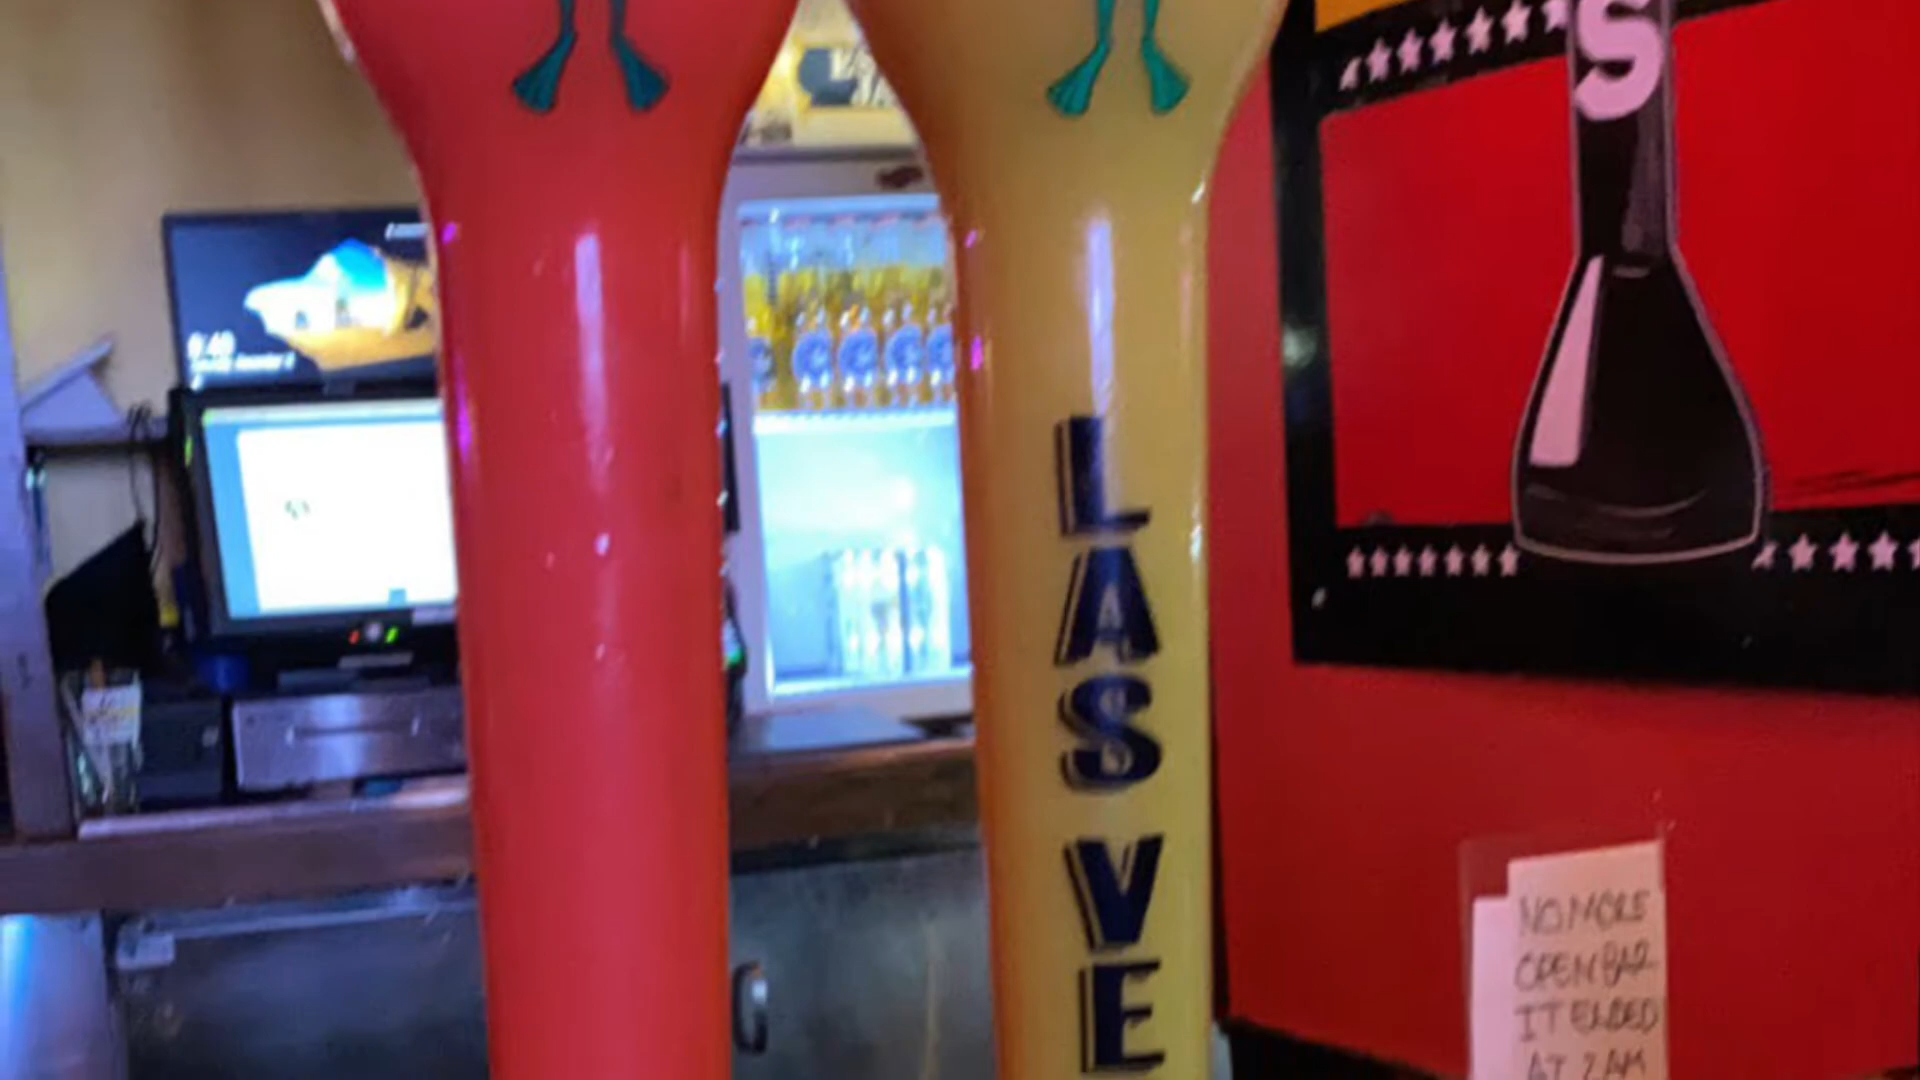 S
LAS VE
NO MORE
OPEN BAR
IT ENDED
AT 2AM